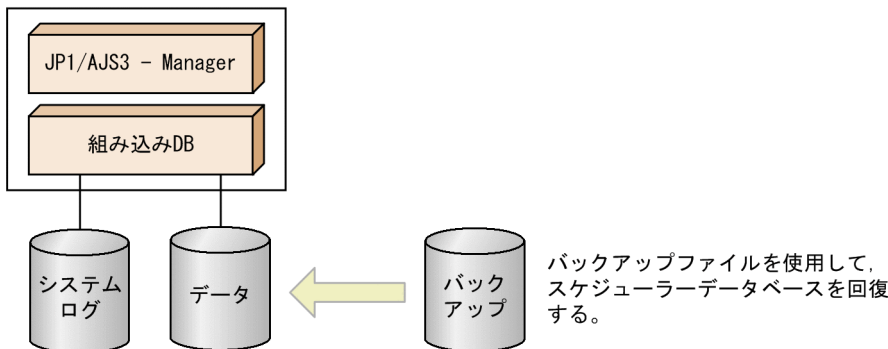 JP1/AJS3 - Manager
組み込みDB
システム
ログ
データ
バック
アップ
バックアップファイルを使用して，
スケジューラーデータベースを回復
する。